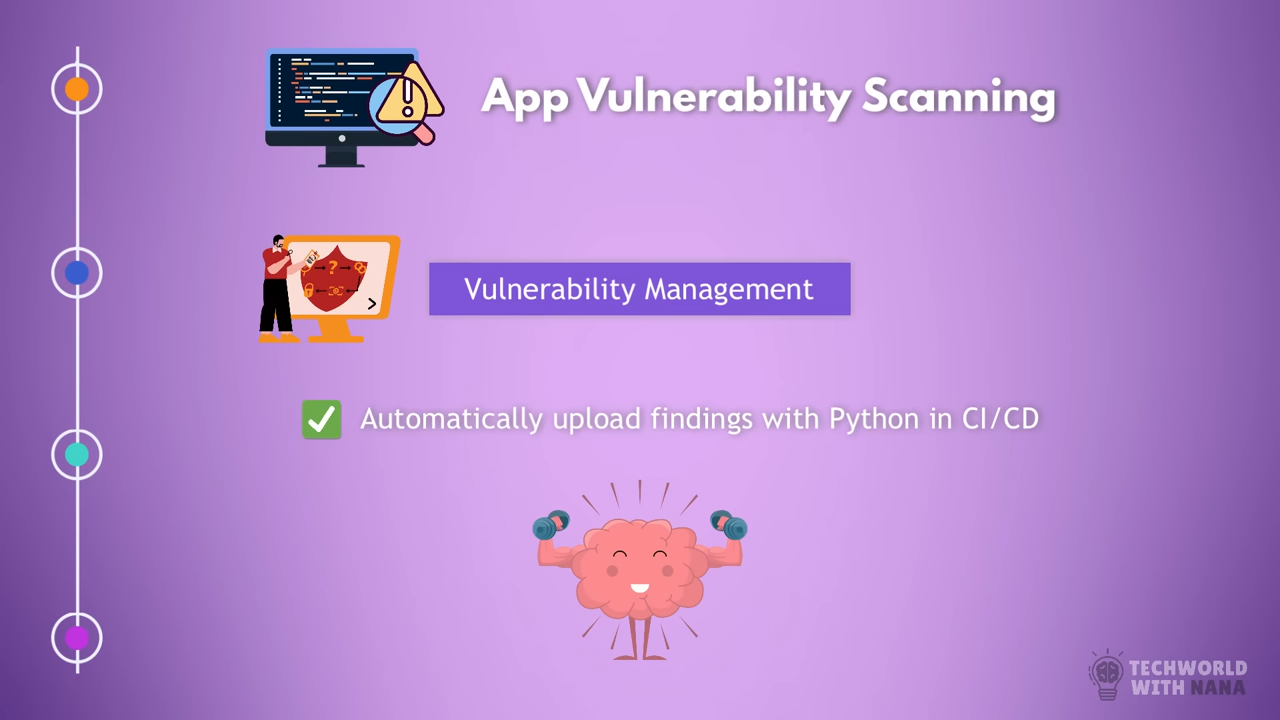 App Vulnerability Scanning
Vulnerability Management
Automatically upload findings with Python in CI/CD
TECHWORLD
WITH NANA